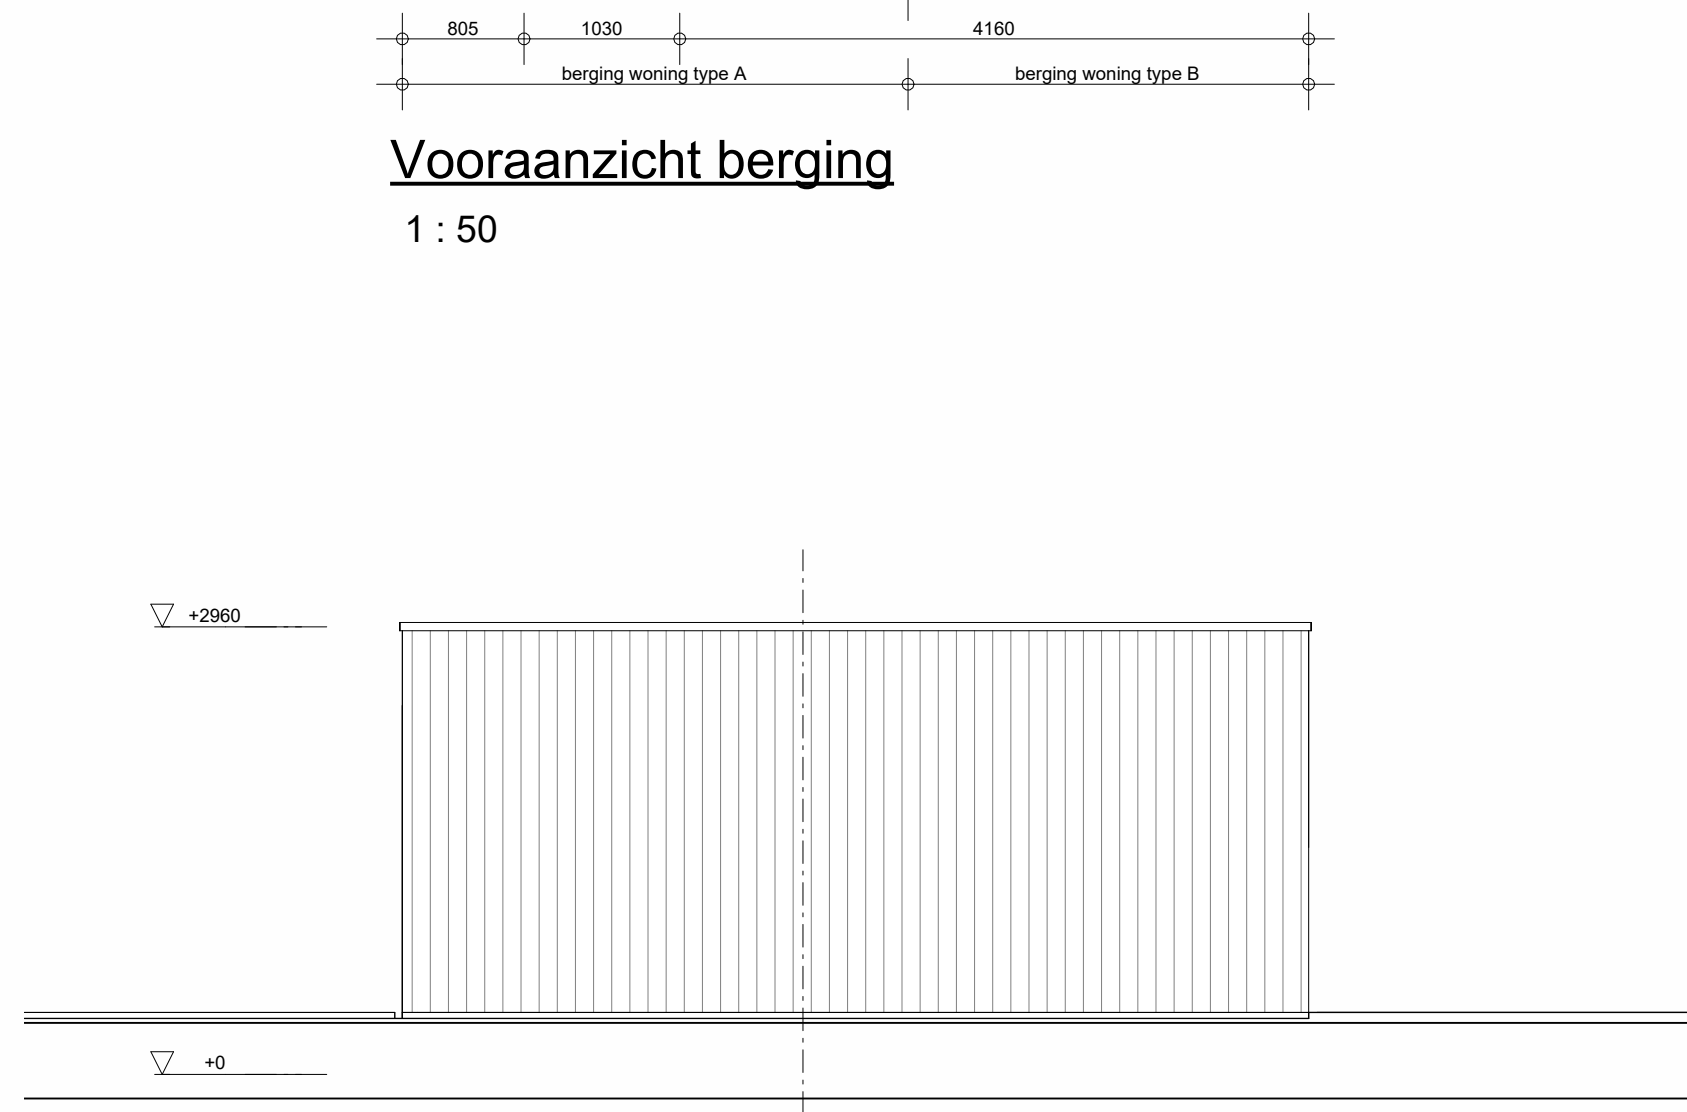 805 1030 4160
berging woning type A berging woning type B
Vooraanzicht berging
1 : 50
+2960
+0